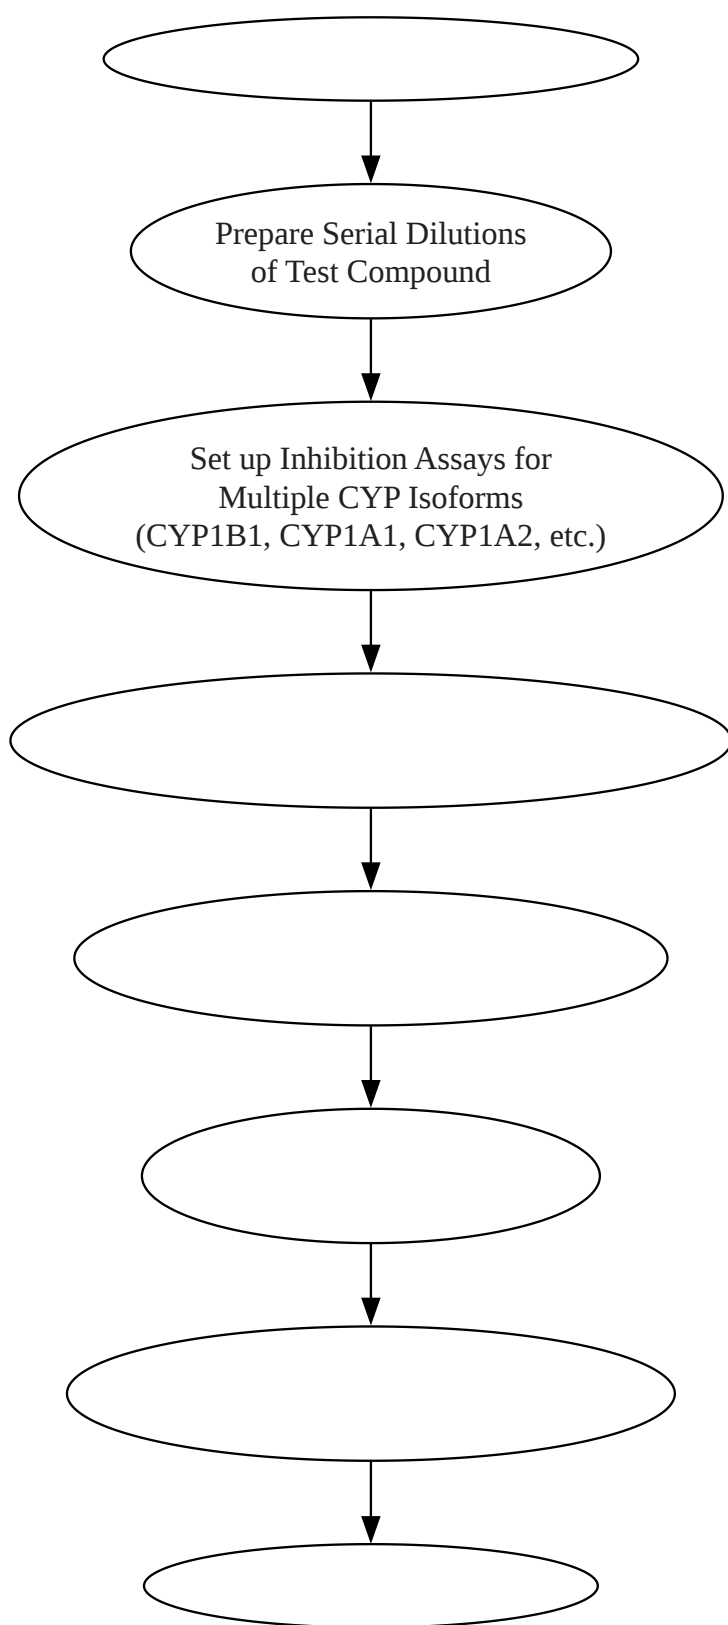 Prepare Serial Dilutions
of Test Compound
Set up Inhibition Assays for
Multiple CYP Isoforms
(CYP1B1, CYP1A1, CYP1A2, etc.)